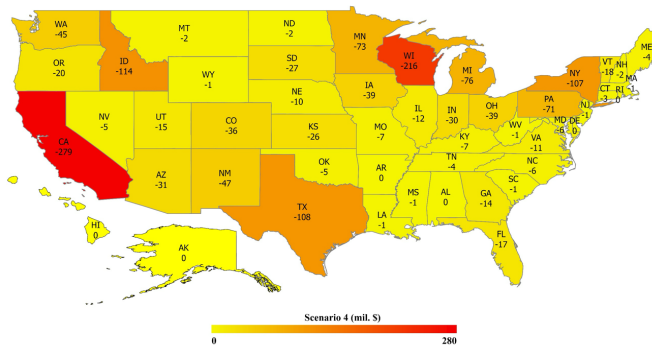 WA
-45
MT
-2
ND
-2
MN
-73
WI
-216
ME
-4
OR
-20
ID
-114
WY
-1
SD
-27
MI
-76
NY
-107
VT
-18
NH
-2
MA
-1
CT
-3
RI
0
NV
-5
UT
-15
CO
-36
NE
-10
IA
-39
IL
-12
IN
-30
OH
-39
PA
-71
NJ
-1
MD
-6
DE
0
CA
-279
AZ
-31
NM
-47
KS
-26
MO
-7
KY
-7
WV
-1
VA
-11
OK
-5
AR
0
TN
-4
NC
-6
SC
-1
TX
-108
LA
-1
MS
-1
AL
0
GA
-14
FL
-17
HI
0
AK
0
Scenario 4 (mil. $)
0 280